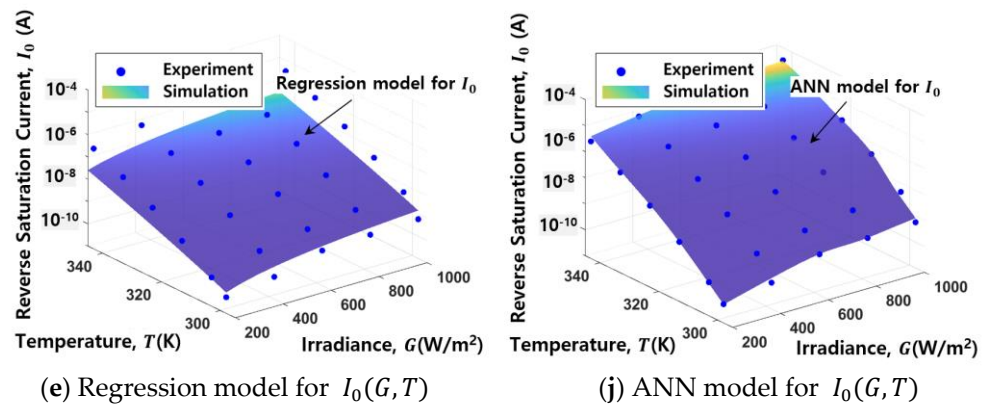 Reverse Saturation Current, I₀ (A)
10⁻⁴
10⁻⁶
10⁻⁸
10⁻¹⁰
Experiment
Simulation
Regression model for I₀
340
320
300
Temperature, T(K)
200
400
600
800
1000
Irradiance, G(W/m²)
(e) Regression model for I₀(G, T)
Reverse Saturation Current, I₀ (A)
10⁻⁴
10⁻⁶
10⁻⁸
10⁻¹⁰
Experiment
Simulation
ANN model for I₀
340
320
300
Temperature, T(K)
200
400
600
800
1000
Irradiance, G(W/m²)
(j) ANN model for I₀(G, T)